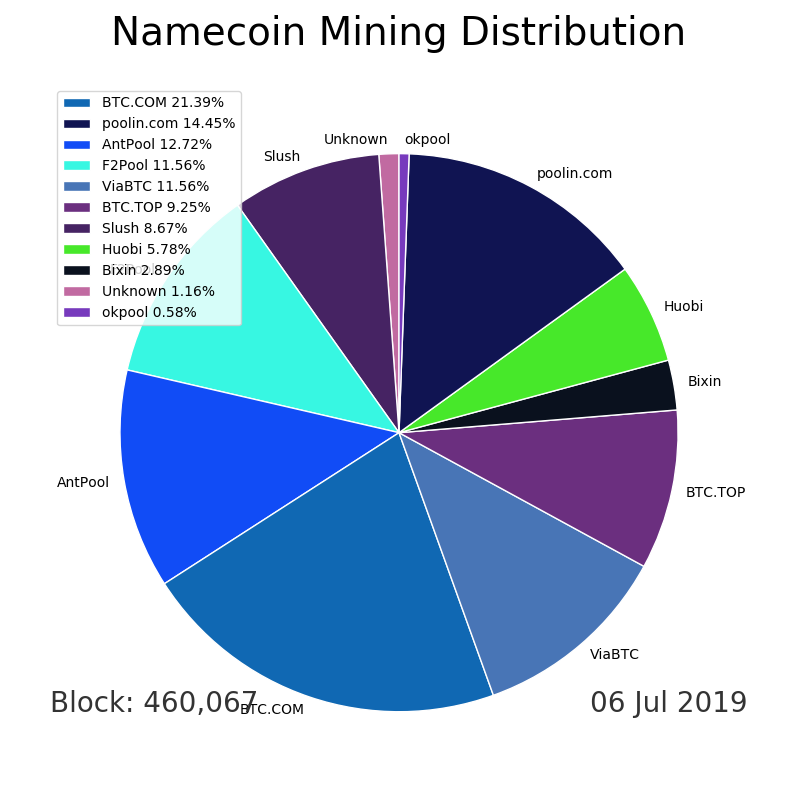 Namecoin Mining Distribution
BTC.COM 21.39%
poolin.com 14.45%
AntPool 12.72%
F2Pool 11.56%
ViaBTC 11.56%
BTC.TOP 9.25%
Slush 8.67%
Huobi 5.78%
Bixin 2.89%
Unknown 1.16%
okpool 0.58%
Unknown
okpool
Slush
poolin.com
Huobi
Bixin
AntPool
BTC.TOP
ViaBTC
BTC.COM
Block: 460,067
06 Jul 2019